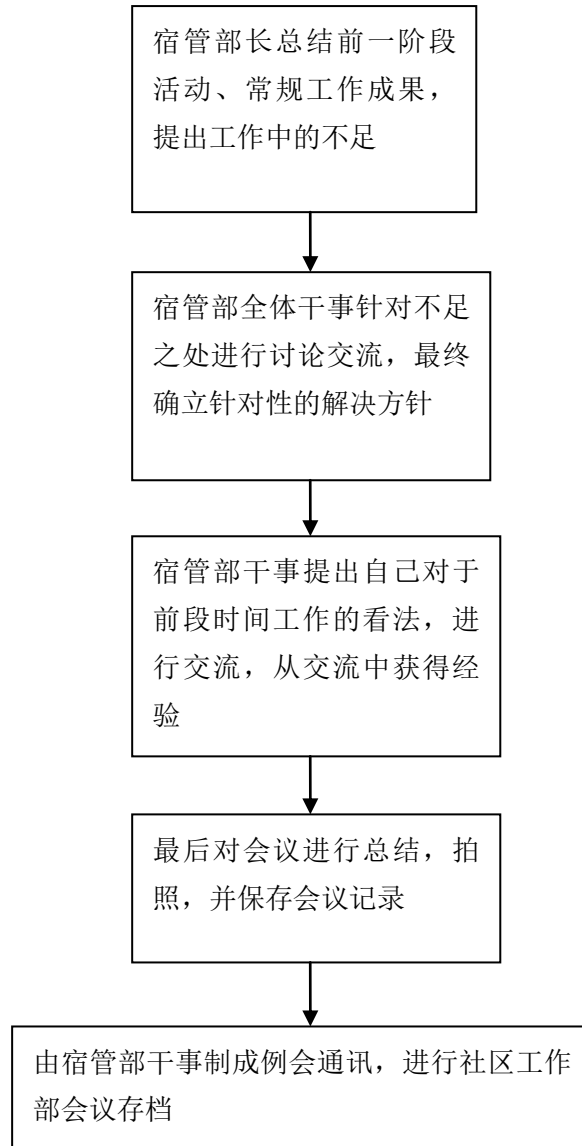 宿管部长总结前一阶段
活动、常规工作成果，
提出工作中的不足
宿管部全体干事针对不足
之处进行讨论交流，最终
确立针对性的解决方针
宿管部干事提出自己对于
前段时间工作的看法，进
行交流，从交流中获得经
验
最后对会议进行总结，拍
照，并保存会议记录
由宿管部干事制成例会通讯，进行社区工作
部会议存档